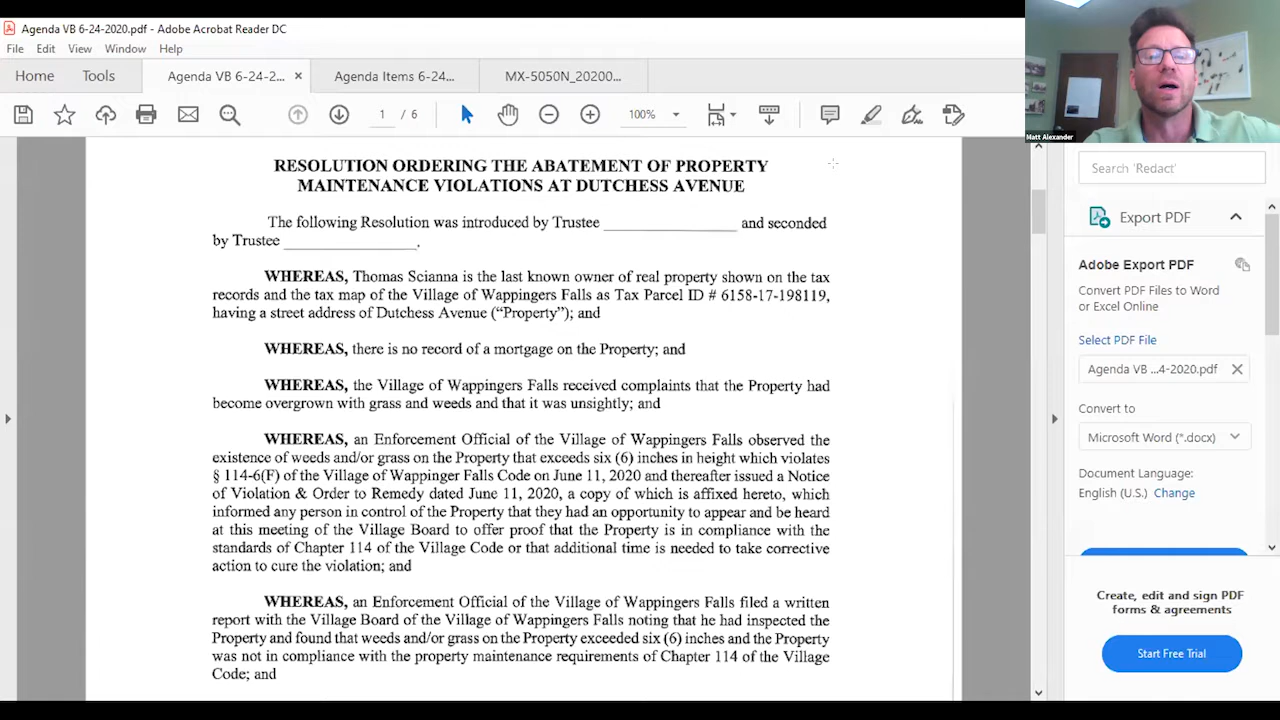 Agenda VB 6-24-2020.pdf - Adobe Acrobat Reader DC
File Edit View Window Help
Home Tools Agenda VB 6-24-2... × Agenda Items 6-24... MX-5050N_20200...
1 / 6 100%
Matt Alexander
RESOLUTION ORDERING THE ABATEMENT OF PROPERTY
MAINTENANCE VIOLATIONS AT DUTCHESS AVENUE
The following Resolution was introduced by Trustee ______________ and seconded
by Trustee ______________.
WHEREAS, Thomas Scianna is the last known owner of real property shown on the tax
records and the tax map of the Village of Wappingers Falls as Tax Parcel ID # 6158-17-198119,
having a street address of Dutchess Avenue (“Property”); and
WHEREAS, there is no record of a mortgage on the Property; and
WHEREAS, the Village of Wappingers Falls received complaints that the Property had
become overgrown with grass and weeds and that it was unsightly; and
WHEREAS, an Enforcement Official of the Village of Wappingers Falls observed the
existence of weeds and/or grass on the Property that exceeds six (6) inches in height which violates
§ 114-6(F) of the Village of Wappinger Falls Code on June 11, 2020 and thereafter issued a Notice
of Violation & Order to Remedy dated June 11, 2020, a copy of which is affixed hereto, which
informed any person in control of the Property that they had an opportunity to appear and be heard
at this meeting of the Village Board to offer proof that the Property is in compliance with the
standards of Chapter 114 of the Village Code or that additional time is needed to take corrective
action to cure the violation; and
WHEREAS, an Enforcement Official of the Village of Wappingers Falls filed a written
report with the Village Board of the Village of Wappingers Falls noting that he had inspected the
Property and found that weeds and/or grass on the Property exceeded six (6) inches and the Property
was not in compliance with the property maintenance requirements of Chapter 114 of the Village
Code; and
Search 'Redact'
Export PDF
Adobe Export PDF
Convert PDF Files to Word
or Excel Online
Select PDF File
Agenda VB ...4-2020.pdf
Convert to
Microsoft Word (*.docx)
Document Language:
English (U.S.) Change
Create, edit and sign PDF
forms & agreements
Start Free Trial